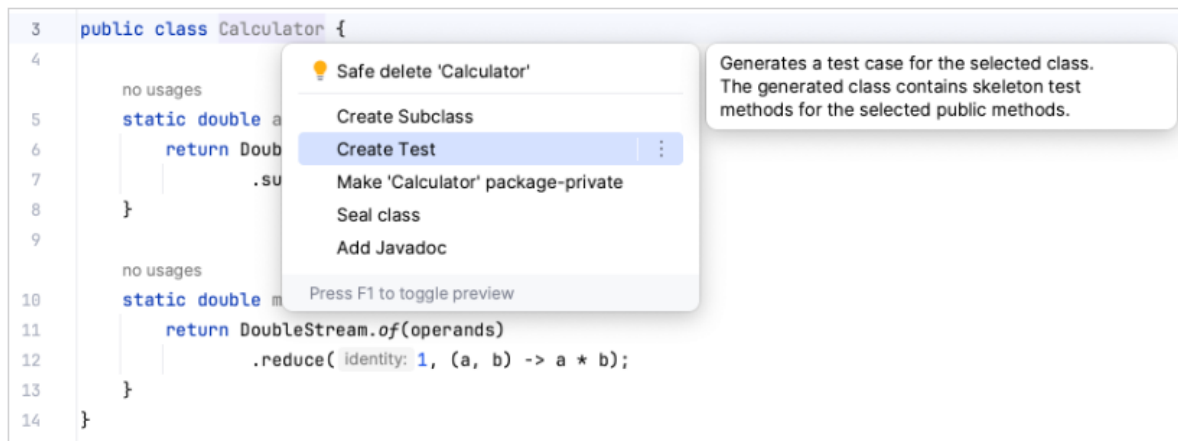 3 public class Calculator {
4
Safe delete 'Calculator'
Generates a test case for the selected class.
The generated class contains skeleton test
methods for the selected public methods.
no usages
Create Subclass
5 static double a
Create Test
6 return Doub
7 .su
Make 'Calculator' package-private
8 }
Seal class
9
Add Javadoc
no usages
Press F1 to toggle preview
10 static double m
11 return DoubleStream.of(operands)
12 .reduce( identity: 1, (a, b) -> a * b);
13 }
14 }